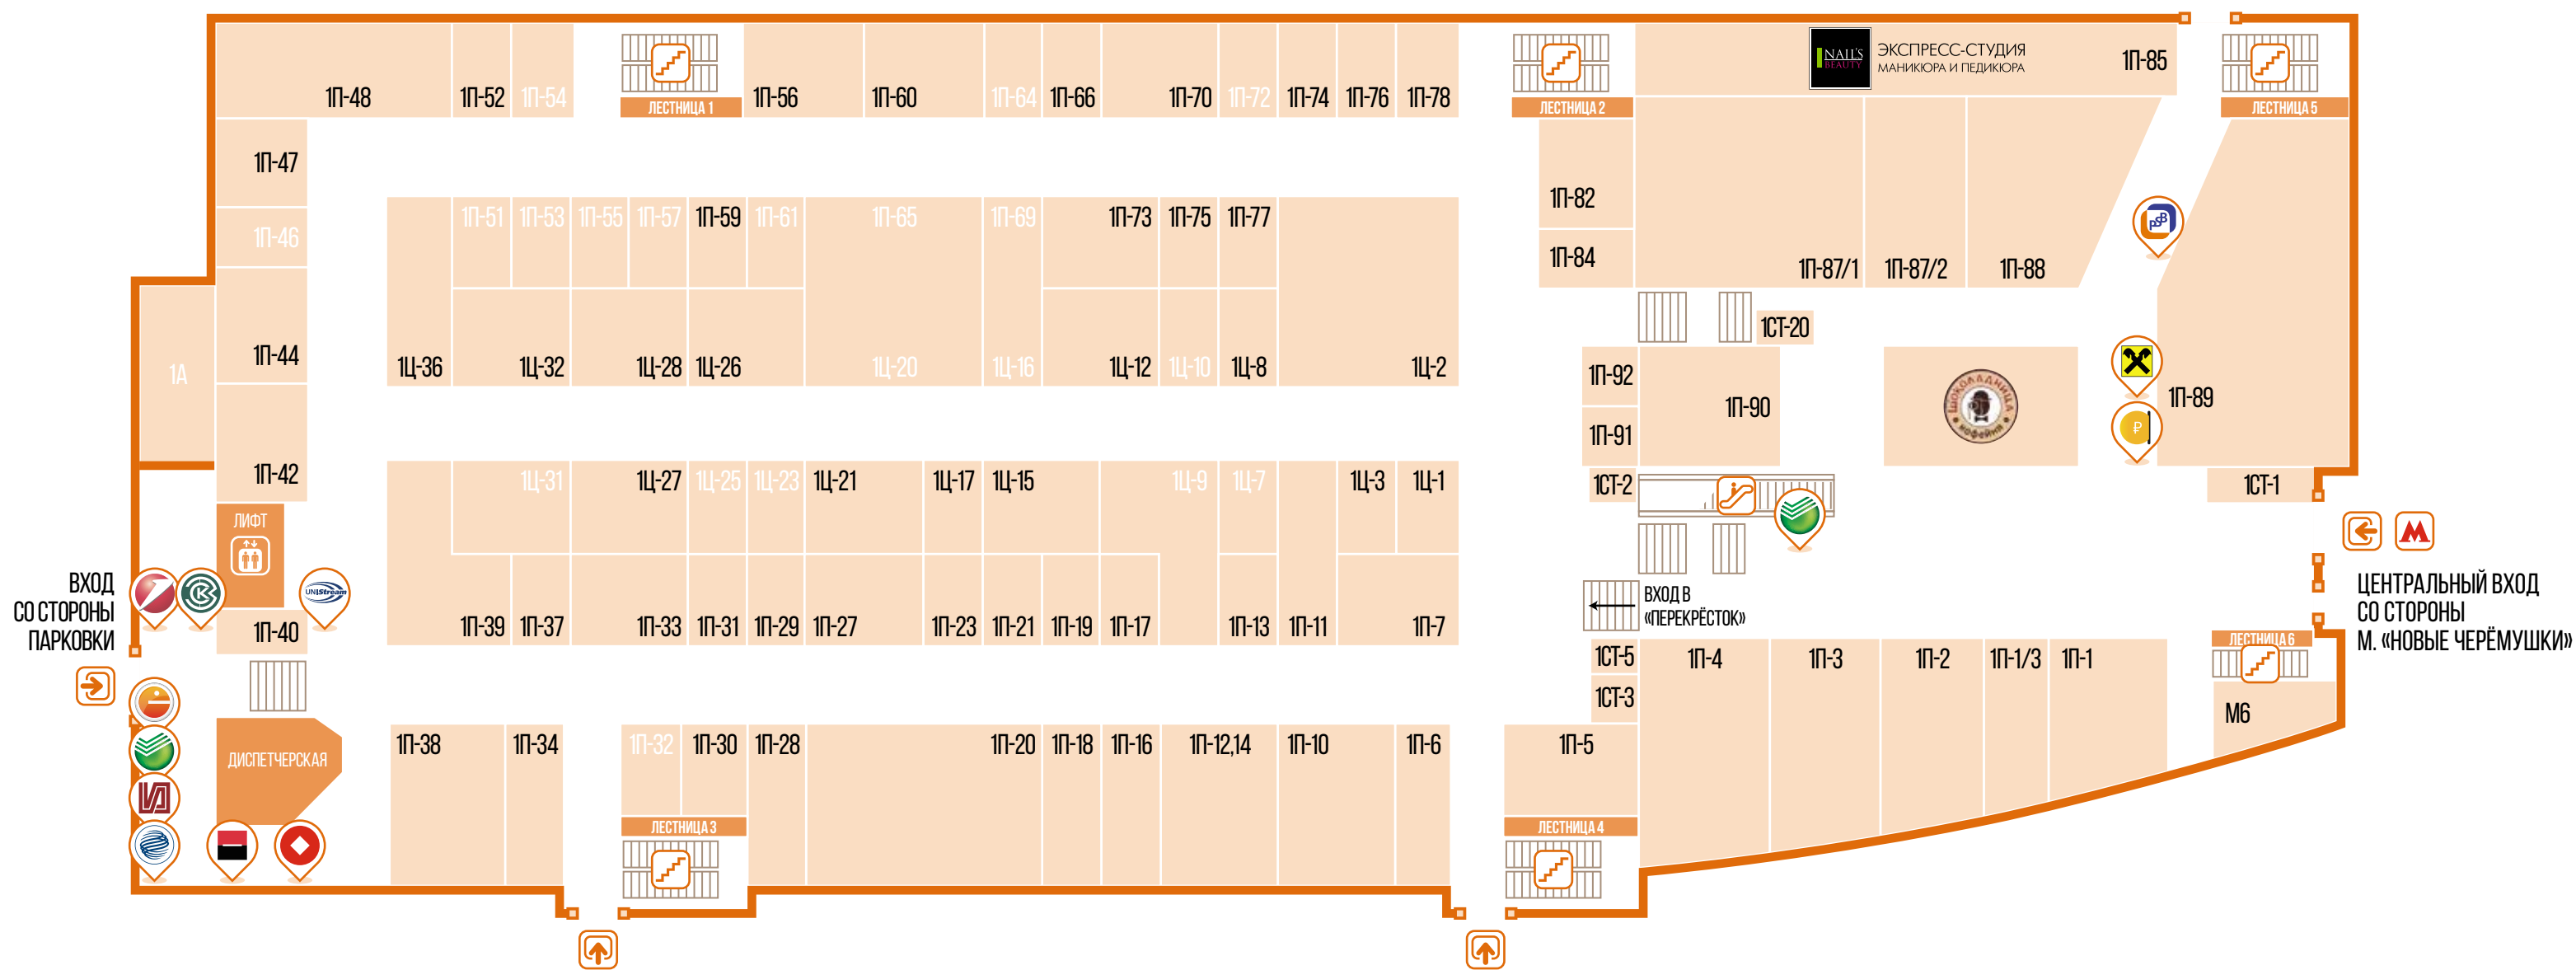 NAIL'S
BEAUTY
ЭКСПРЕСС-СТУДИЯ
МАНИКЮРА И ПЕДИКЮРА
1П-85
1П-48
1П-52
1П-54
ЛЕСТНИЦА 1
1П-56
1П-60
1П-64
1П-66
1П-70
1П-72
1П-74
1П-76
1П-78
ЛЕСТНИЦА 2
ЛЕСТНИЦА 5
1П-47
1П-46
1П-44
1А
1П-42
1П-51
1П-53
1П-55
1П-57
1П-59
1П-61
1П-65
1П-69
1П-73
1П-75
1П-77
1П-82
1П-84
1П-87/1
1П-87/2
1П-88
PSB
1Ц-36
1Ц-32
1Ц-28
1Ц-26
1Ц-20
1Ц-16
1Ц-12
1Ц-10
1Ц-8
1Ц-2
1СТ-20
1П-92
1П-91
1П-90
ШОКОЛАДНИЦА
кофейня
₽
1П-89
1СТ-2
1СТ-1
1Ц-31
1Ц-27
1Ц-25
1Ц-23
1Ц-21
1Ц-17
1Ц-15
1Ц-9
1Ц-7
1Ц-3
1Ц-1
ЛИФТ
ВХОД
СО СТОРОНЫ
ПАРКОВКИ
UNISTREAM
1П-40
1П-39
1П-37
1П-33
1П-31
1П-29
1П-27
1П-23
1П-21
1П-19
1П-17
1П-13
1П-11
1П-7
ВХОД В
«ПЕРЕКРЁСТОК»
М
ЦЕНТРАЛЬНЫЙ ВХОД
СО СТОРОНЫ
М. «НОВЫЕ ЧЕРЁМУШКИ»
ЛЕСТНИЦА 6
М6
1СТ-5
1СТ-3
1П-4
1П-3
1П-2
1П-1/3
1П-1
ДИСПЕТЧЕРСКАЯ
1П-38
1П-34
1П-32
1П-30
1П-28
1П-20
1П-18
1П-16
1П-12,14
1П-10
1П-6
1П-5
ЛЕСТНИЦА 3
ЛЕСТНИЦА 4